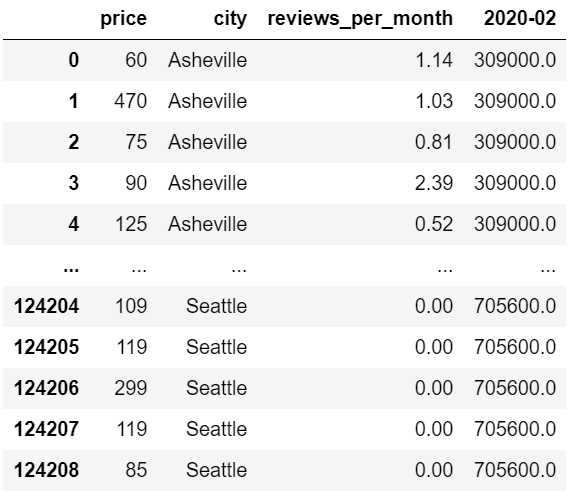 price city reviews_per_month 2020-02
0 60 Asheville 1.14 309000.0
1 470 Asheville 1.03 309000.0
2 75 Asheville 0.81 309000.0
3 90 Asheville 2.39 309000.0
4 125 Asheville 0.52 309000.0
... ... ... ... ...
124204 109 Seattle 0.00 705600.0
124205 119 Seattle 0.00 705600.0
124206 299 Seattle 0.00 705600.0
124207 119 Seattle 0.00 705600.0
124208 85 Seattle 0.00 705600.0